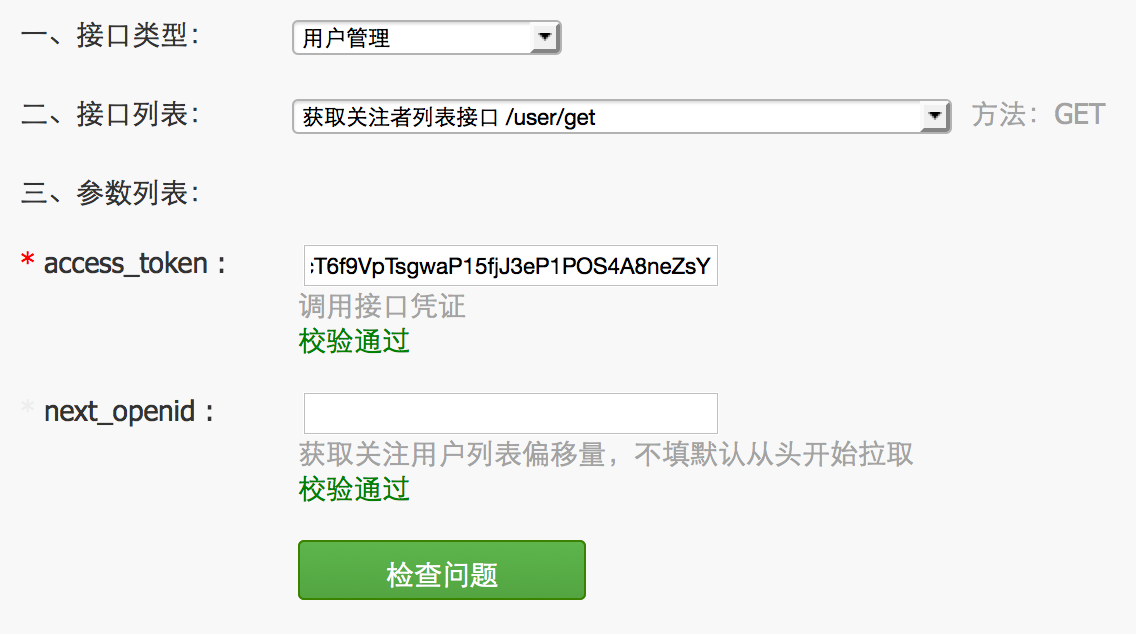 一、接口类型： 用户管理
二、接口列表： 获取关注者列表接口 /user/get 方法：GET
三、参数列表：
* access_token： T6f9VpTsgwaP15fjJ3eP1POS4A8neZsY
调用接口凭证
校验通过
* next_openid：
获取关注用户列表偏移量，不填默认从头开始拉取
校验通过
检查问题